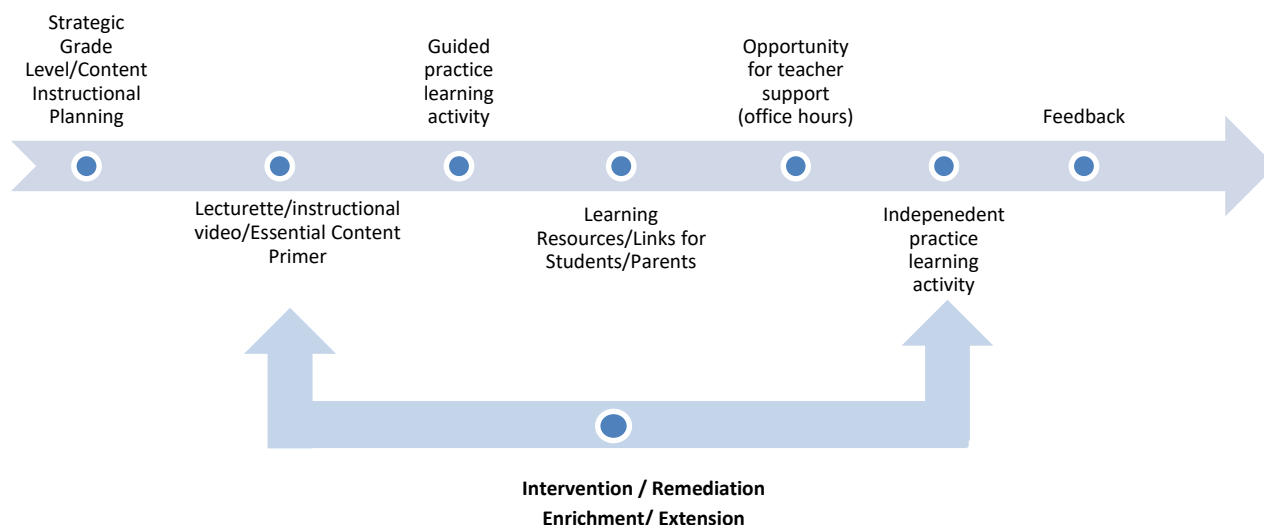 Strategic
Grade
Level/Content
Instructional
Planning
Lecturette/instructional
video/Essential Content
Primer
Guided
practice
learning
activity
Learning
Resources/Links for
Students/Parents
Opportunity
for teacher
support
(office hours)
Indepenedent
practice
learning
activity
Feedback
Intervention / Remediation
Enrichment/ Extension